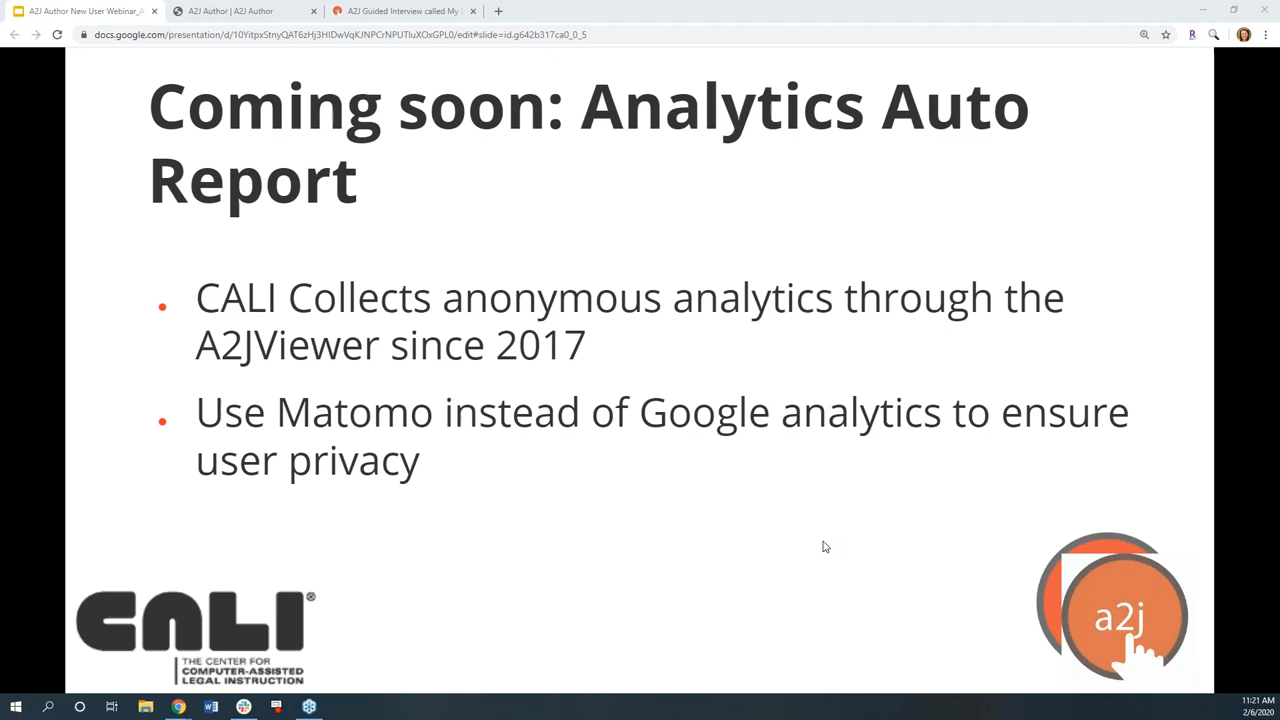 A2J Author New User Webinar_A
A2J Author | A2J Author
A2J Guided Interview called My I
docs.google.com/presentation/d/10YitpxStnyQAT6zHj3HIDwVqKJNPCrNPUTluXOxGPL0/edit#slide=id.g642b317ca0_0_5
R
Coming soon: Analytics Auto
Report
CALI Collects anonymous analytics through the
A2JViewer since 2017
Use Matomo instead of Google analytics to ensure
user privacy
CALI®
THE CENTER FOR
COMPUTER-ASSISTED
LEGAL INSTRUCTION
a2j
11:21 AM
2/6/2020